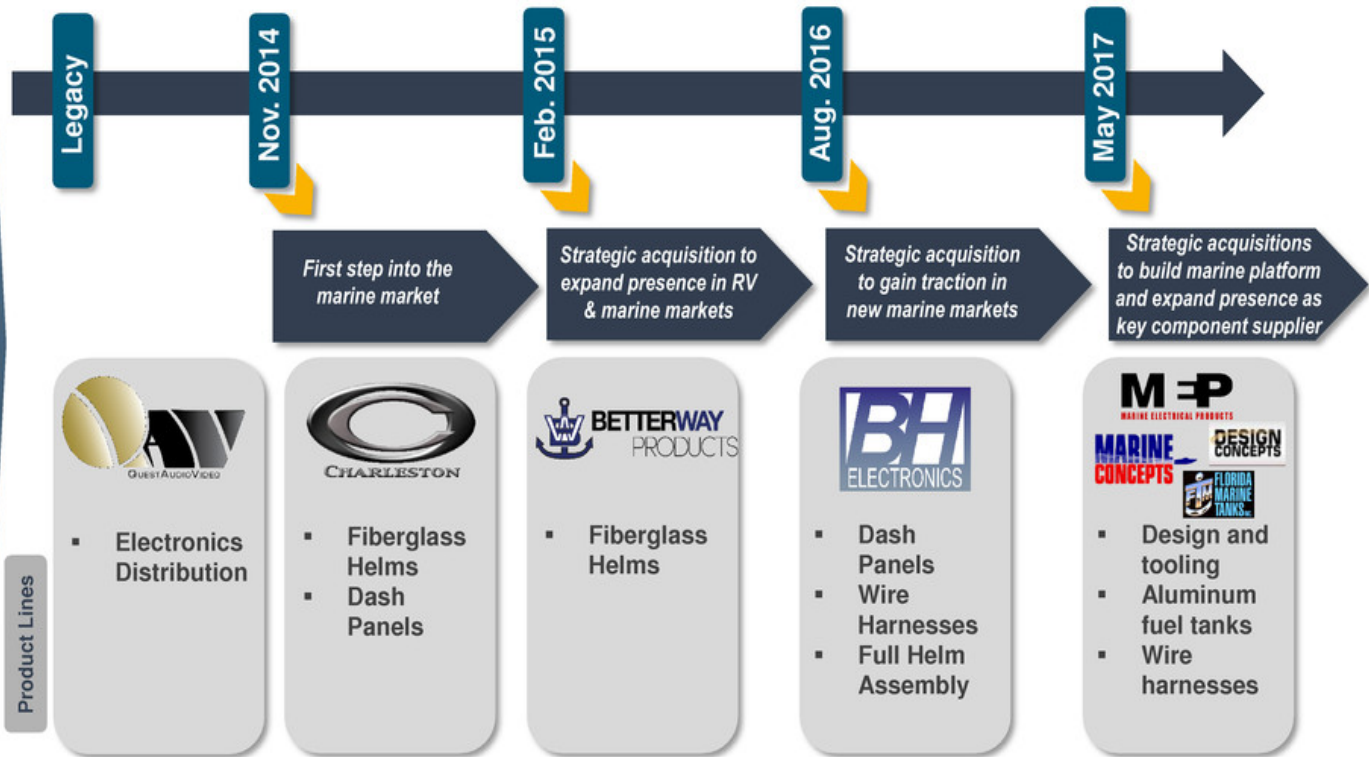 Legacy
Nov. 2014
Feb. 2015
Aug. 2016
May 2017
First step into the
marine market
Strategic acquisition to
expand presence in RV
& marine markets
Strategic acquisition
to gain traction in
new marine markets
Strategic acquisitions
to build marine platform
and expand presence as
key component supplier
Product Lines
QAV
QUESTAUDIOVIDEO
▪ Electronics
Distribution
C
CHARLESTON
▪ Fiberglass
Helms
▪ Dash
Panels
BETTERWAY
PRODUCTS
▪ Fiberglass
Helms
BH
ELECTRONICS
▪ Dash
Panels
▪ Wire
Harnesses
▪ Full Helm
Assembly
MEP
MARINE ELECTRICAL PRODUCTS
MARINE
CONCEPTS
DESIGN
CONCEPTS
FTM
FLORIDA
MARINE
TANKS INC
▪ Design and
tooling
▪ Aluminum
fuel tanks
▪ Wire
harnesses